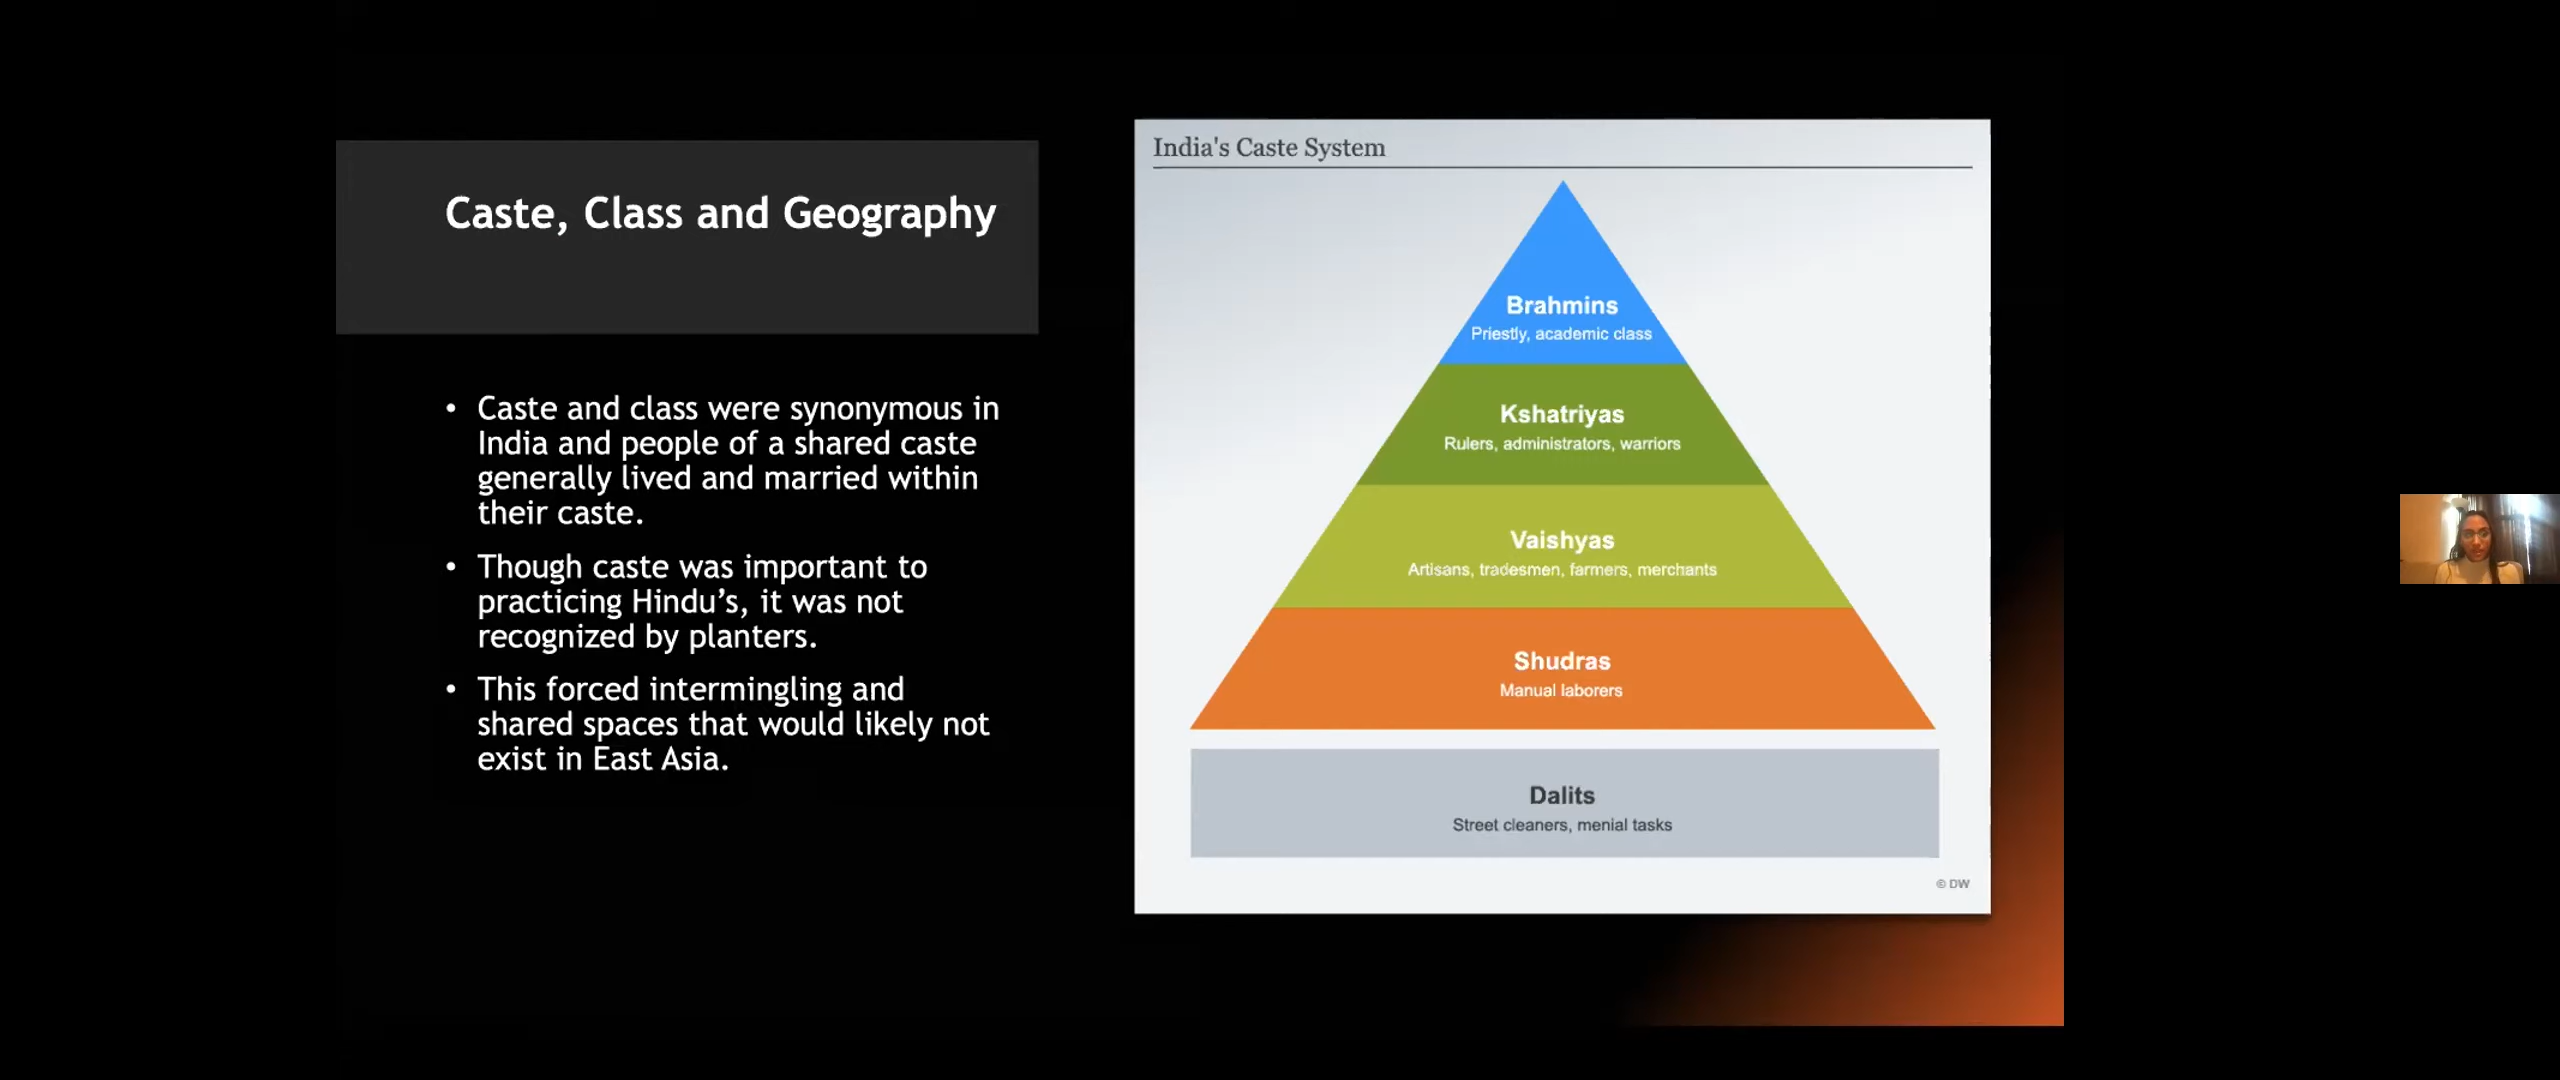 Caste, Class and Geography
• Caste and class were synonymous in
India and people of a shared caste
generally lived and married within
their caste.
• Though caste was important to
practicing Hindu’s, it was not
recognized by planters.
• This forced intermingling and
shared spaces that would likely not
exist in East Asia.
India's Caste System
Brahmins
Priestly, academic class
Kshatriyas
Rulers, administrators, warriors
Vaishyas
Artisans, tradesmen, farmers, merchants
Shudras
Manual laborers
Dalits
Street cleaners, menial tasks
© DW